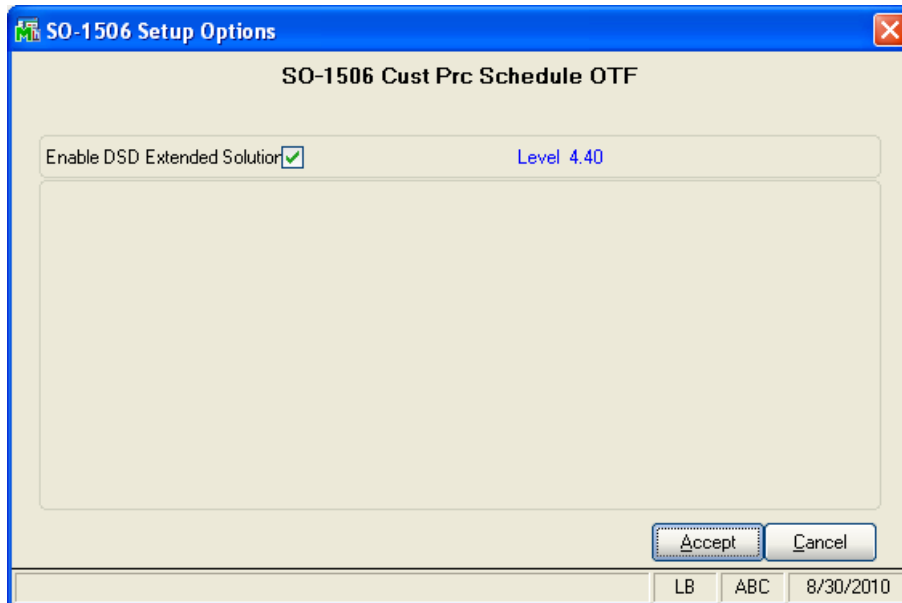 SO-1506 Setup Options
SO-1506 Cust Prc Schedule OTF
Enable DSD Extended Solution Level 4.40
Accept Cancel
LB ABC 8/30/2010